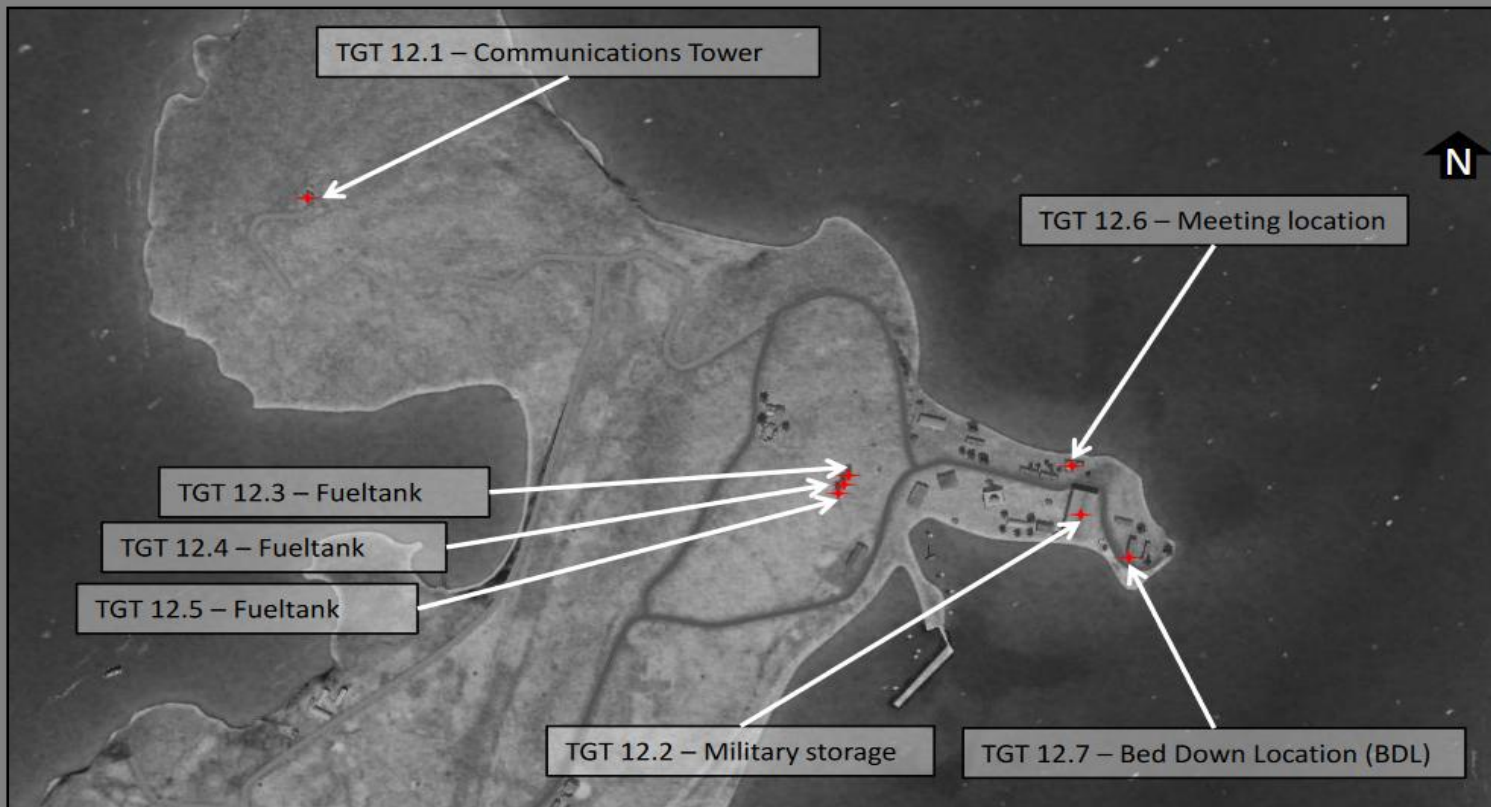 TGT 12.1 – Communications Tower
N
TGT 12.6 – Meeting location
TGT 12.3 – Fueltank
TGT 12.4 – Fueltank
TGT 12.5 – Fueltank
TGT 12.2 – Military storage
TGT 12.7 – Bed Down Location (BDL)